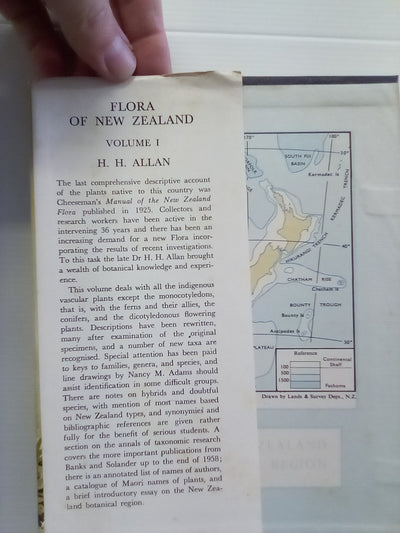 FLORA
OF NEW ZEALAND
VOLUME I
H. H. ALLAN
The last comprehensive descriptive account
of the plants native to this country was
Cheeseman's Manual of the New Zealand
Flora published in 1925. Collectors and
research workers have been active in the
intervening 36 years and there has been an
increasing demand for a new Flora incor-
porating the results of recent investigations.
To this task the late Dr H. H. Allan brought
a wealth of botanical knowledge and experi-
ence.
This volume deals with all the indigenous
vascular plants except the monocotyledons,
that is, with the ferns and their allies, the
conifers, and the dicotyledonous flowering
plants. Descriptions have been rewritten,
many after examination of the original
specimens, and a number of new taxa are
recognised. Special attention has been paid
to keys to families, genera, and species, and
line drawings by Nancy M. Adams should
assist identification in some difficult groups.
There are notes on hybrids and doubtful
species, with mention of most names based
on New Zealand types, and synonymies and
bibliographic references are given rather
fully for the benefit of serious students. A
section on the annals of taxonomic research
covers the more important publications from
Banks and Solander up to the end of 1958;
there is an annotated list of names of authors,
a catalogue of Maori names of plants, and
a brief introductory essay on the New Zea-
land botanical region.
170°
180°
SOUTH FIJI
BASIN
30°
Kermadec Is
KERMADEC TRENCH
HIKURANGI TRENCH
40°
CHATHAM RISE
Chatham Is
BOUNTY TROUGH
Bounty Is
Antipodes Is
50°
PLATEAU
Reference
Continental
Shelf
100
500
1500
Fathoms
Drawn by Lands & Survey Dept., N.Z.
ZEALAND
REGION